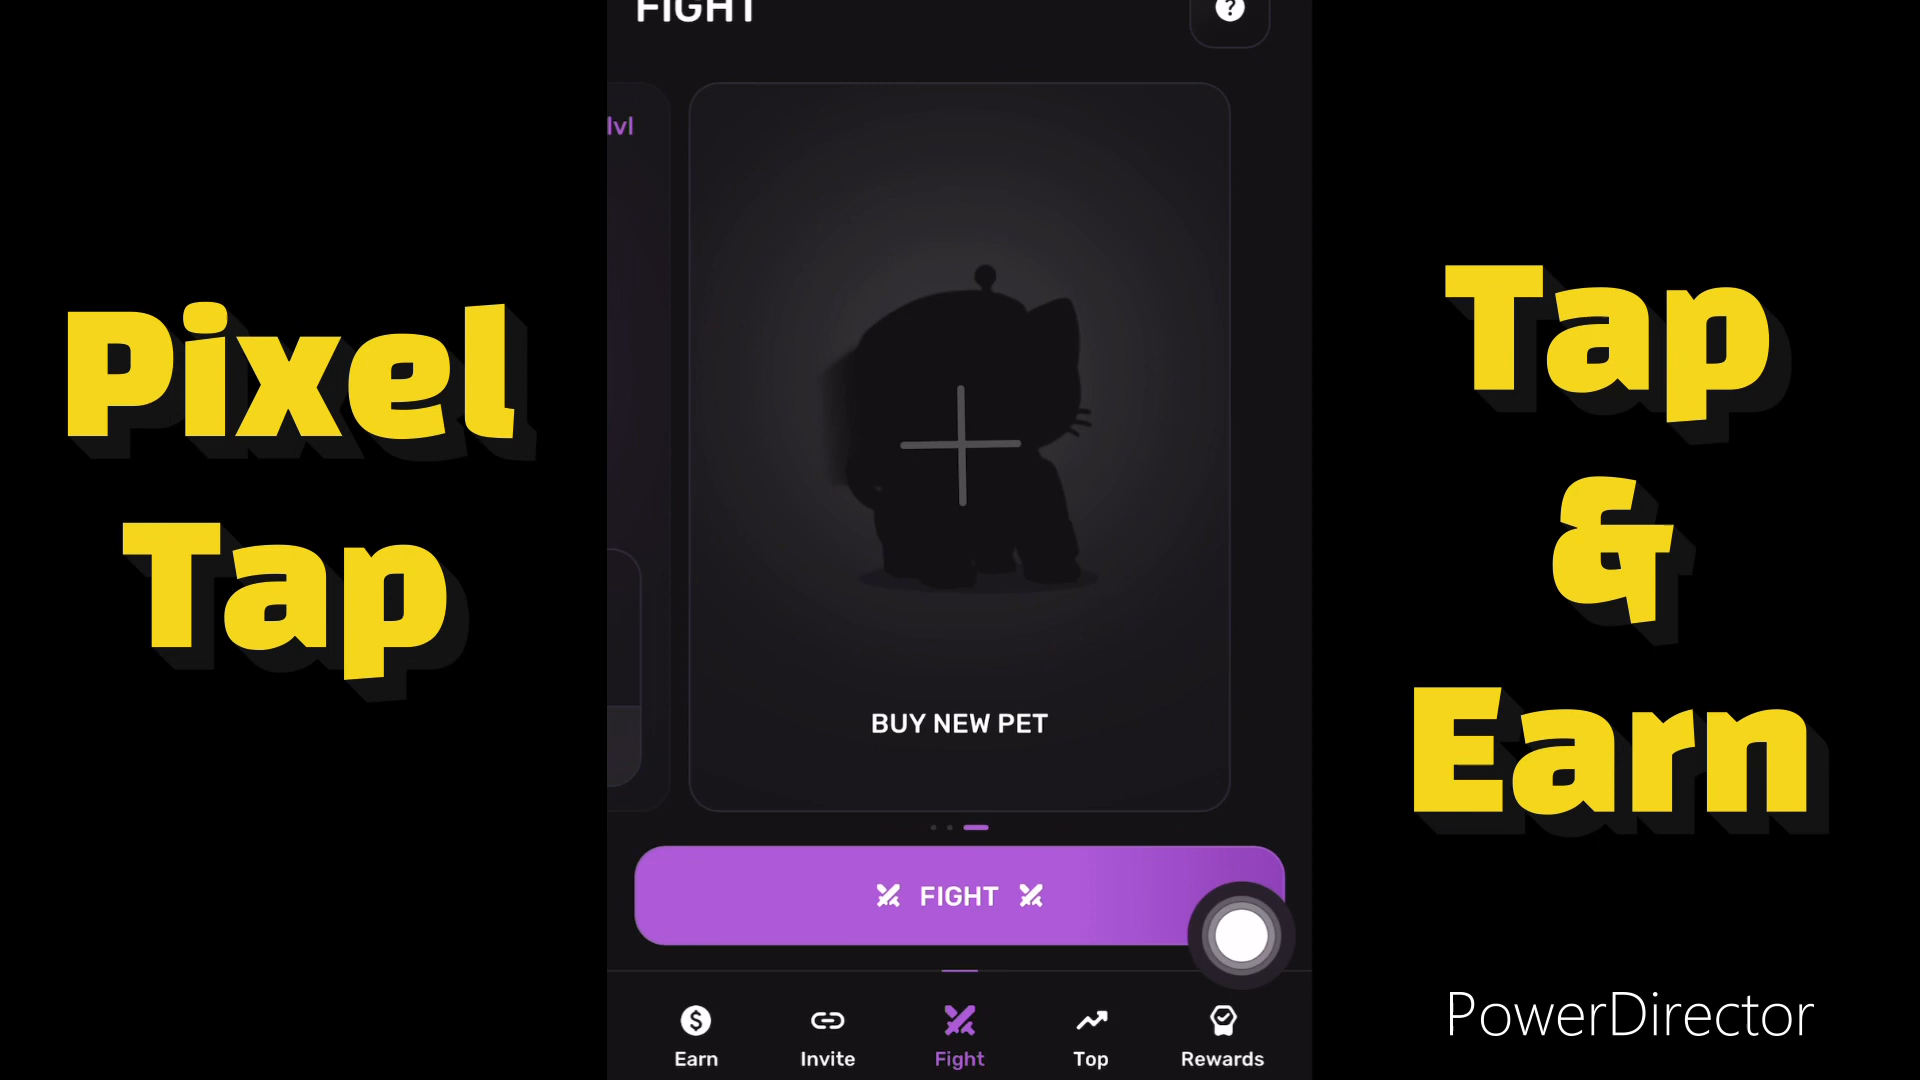 FIGHT
?
lvl
Pixel
Tap
Tap
&
Earn
BUY NEW PET
FIGHT
$
Earn
Invite
Fight
Top
Rewards
PowerDirector